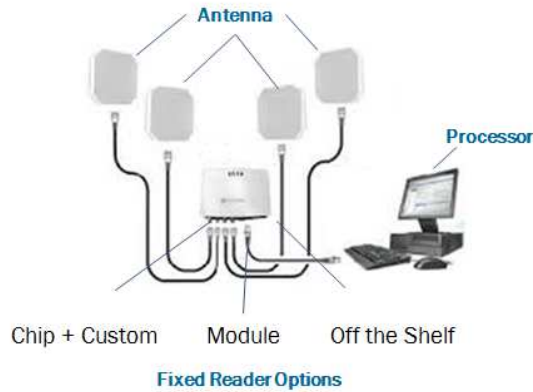 Antenna
Processor
Chip + Custom
Module
Off the Shelf
Fixed Reader Options